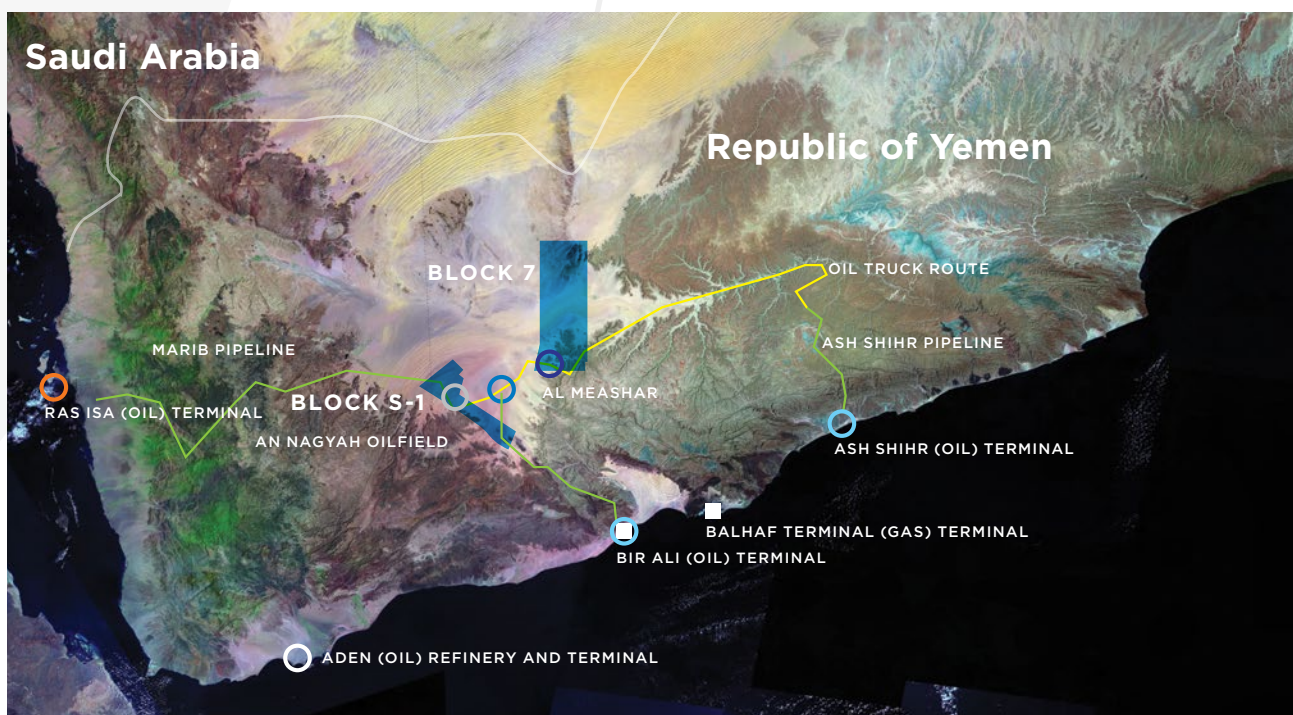 Saudi Arabia
Republic of Yemen
BLOCK 7
OIL TRUCK ROUTE
MARIB PIPELINE
ASH SHIHR PIPELINE
AL MEASHAR
RAS ISA (OIL) TERMINAL
BLOCK S-1
AN NAGYAH OILFIELD
ASH SHIHR (OIL) TERMINAL
BALHAF TERMINAL (GAS) TERMINAL
BIR ALI (OIL) TERMINAL
ADEN (OIL) REFINERY AND TERMINAL